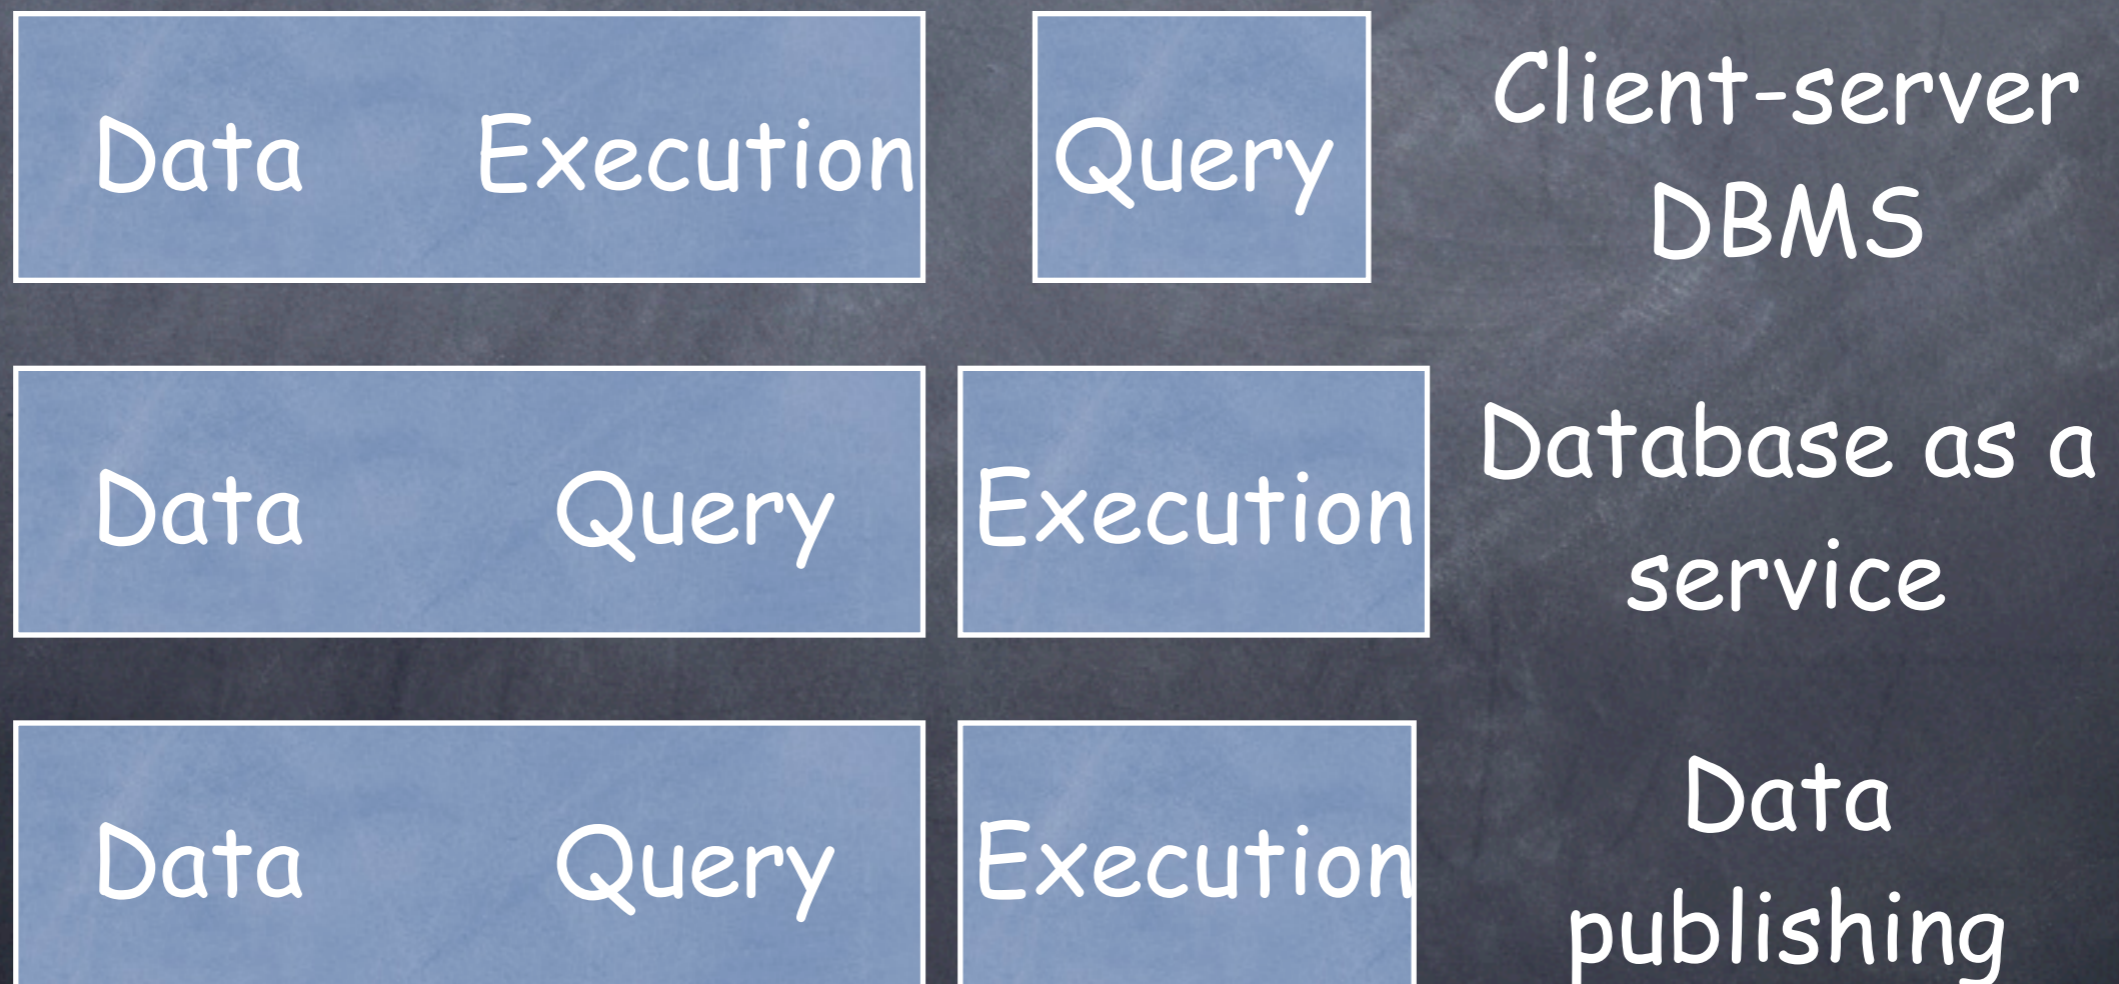 Data Execution Query Client-server
DBMS
Data Query Execution Database as a
service
Data Query Execution Data
publishing